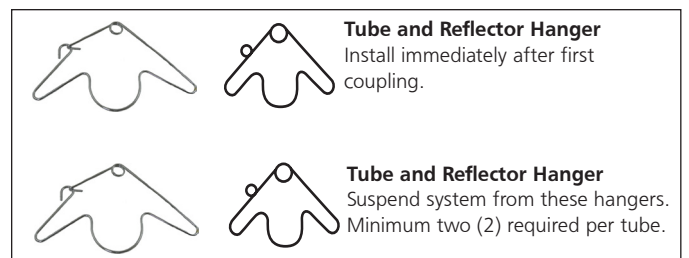 Tube and Reflector Hanger
Install immediately after first
coupling.
Tube and Reflector Hanger
Suspend system from these hangers.
Minimum two (2) required per tube.